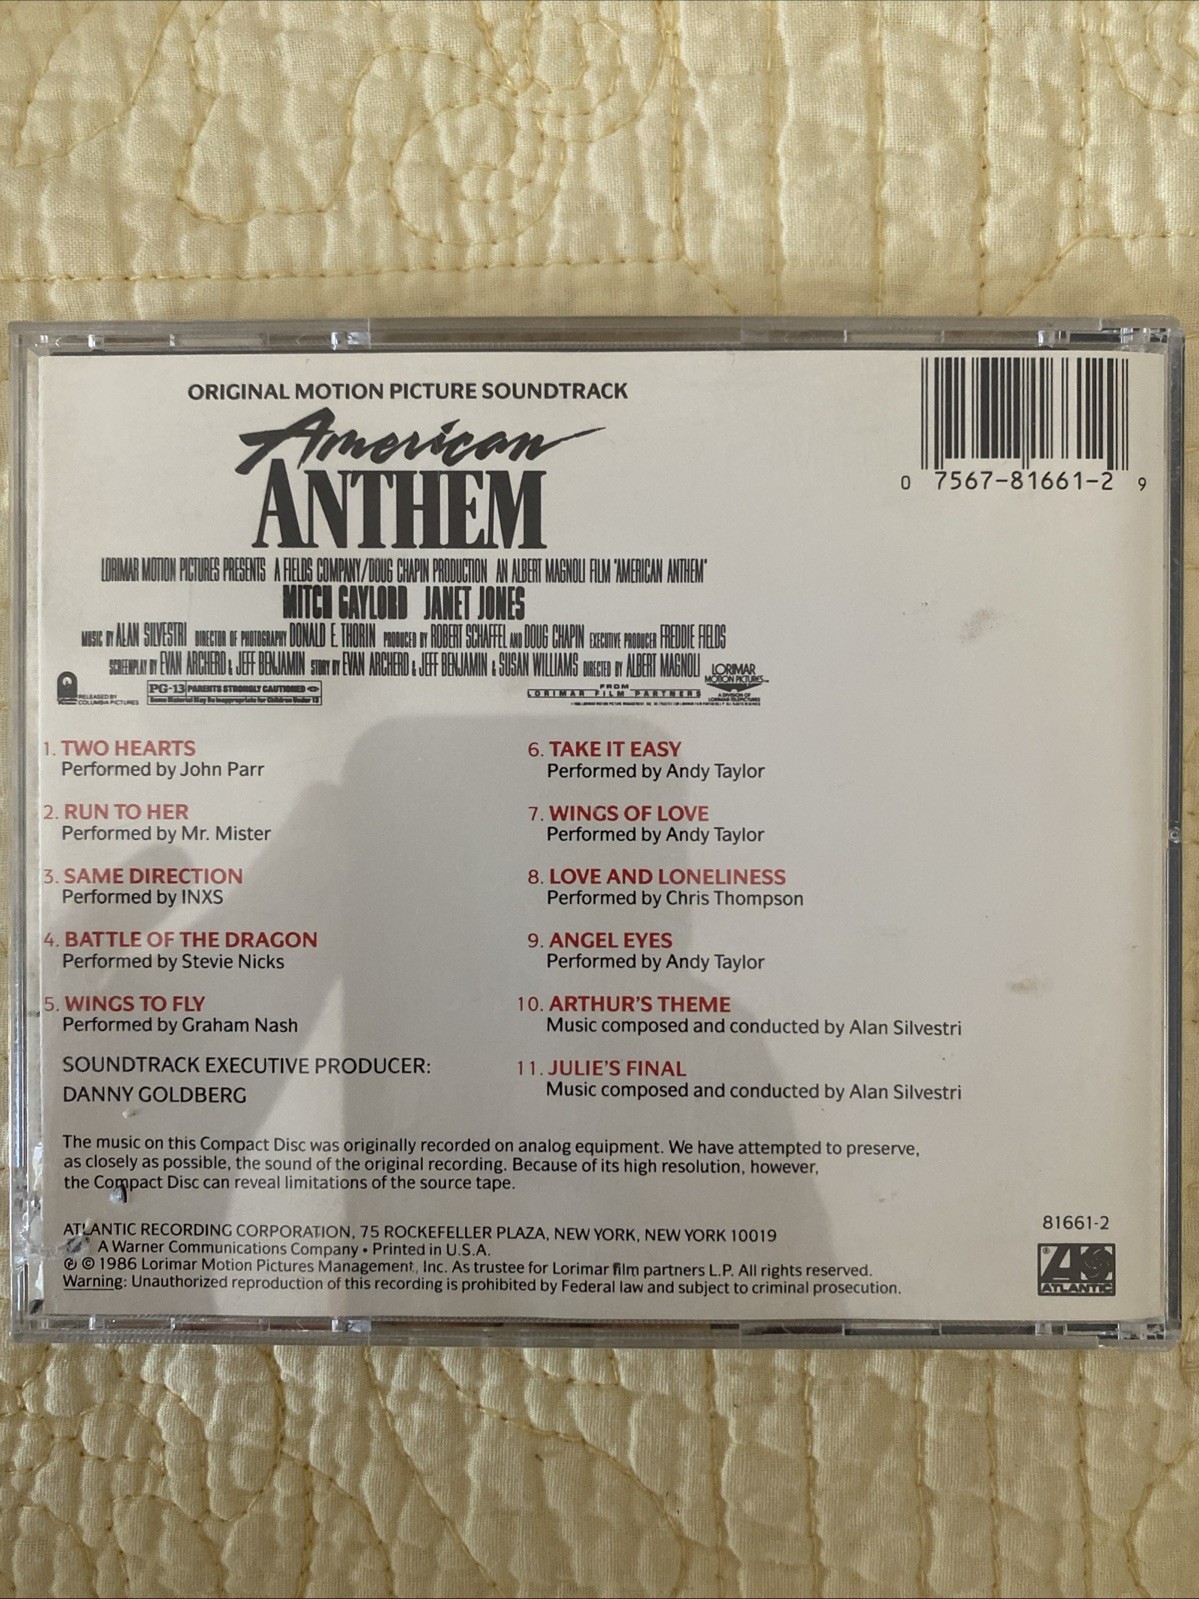 ORIGINAL MOTION PICTURE SOUNDTRACK
American
ANTHEM
0 7567-81661-2 9
LORIMAR MOTION PICTURES PRESENTS A FIELDS COMPANY/DOUG CHAPIN PRODUCTION AN ALBERT MAGNOLI FILM "AMERICAN ANTHEM"
MITCH GAYLORD JANET JONES
MUSIC BY ALAN SILVESTRI DIRECTOR OF PHOTOGRAPHY DONALD E. THORIN PRODUCED BY ROBERT SCHAFFEL AND DOUG CHAPIN EXECUTIVE PRODUCER FREDDIE FIELDS
SCREENPLAY BY EVAN ARCHERD & JEFF BENJAMIN STORY BY EVAN ARCHERD & JEFF BENJAMIN & SUSAN WILLIAMS DIRECTED BY ALBERT MAGNOLI
LORIMAR
MOTION PICTURES
A DIVISION OF
LORIMAR-TELEPICTURES
RELEASED BY
COLUMBIA PICTURES
PG-13 PARENTS STRONGLY CAUTIONED
Some Material May Be Inappropriate for Children Under 13
FROM
LORIMAR FILM PARTNERS
1. TWO HEARTS
Performed by John Parr
2. RUN TO HER
Performed by Mr. Mister
3. SAME DIRECTION
Performed by INXS
4. BATTLE OF THE DRAGON
Performed by Stevie Nicks
5. WINGS TO FLY
Performed by Graham Nash
SOUNDTRACK EXECUTIVE PRODUCER:
DANNY GOLDBERG
6. TAKE IT EASY
Performed by Andy Taylor
7. WINGS OF LOVE
Performed by Andy Taylor
8. LOVE AND LONELINESS
Performed by Chris Thompson
9. ANGEL EYES
Performed by Andy Taylor
10. ARTHUR'S THEME
Music composed and conducted by Alan Silvestri
11. JULIE'S FINAL
Music composed and conducted by Alan Silvestri
The music on this Compact Disc was originally recorded on analog equipment. We have attempted to preserve,
as closely as possible, the sound of the original recording. Because of its high resolution, however,
the Compact Disc can reveal limitations of the source tape.
ATLANTIC RECORDING CORPORATION, 75 ROCKEFELLER PLAZA, NEW YORK, NEW YORK 10019
A Warner Communications Company • Printed in U.S.A.
℗ © 1986 Lorimar Motion Pictures Management, Inc. As trustee for Lorimar film partners L.P. All rights reserved.
Warning: Unauthorized reproduction of this recording is prohibited by Federal law and subject to criminal prosecution.
81661-2
ATLANTIC